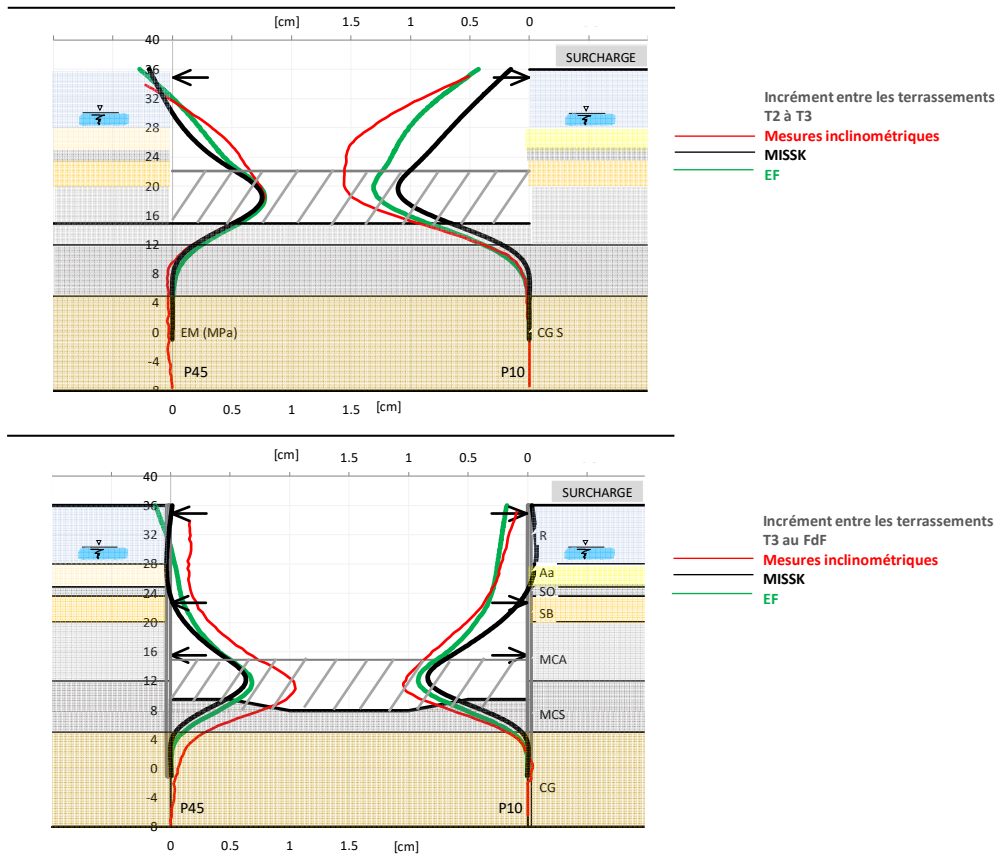 [cm] 1.5 1 0.5 0
40
SURCHARGE
36
32
28
24
20
16
12
8
4
0
-4
8
EM (MPa)
CG S
P45
P10
0 0.5 1 1.5 [cm]
Incrément entre les terrassements
T2 à T3
Mesures inclinométriques
MISSK
EF
[cm] 1.5 1 0.5 0
40
SURCHARGE
36
32
28
24
20
16
12
8
4
0
-4
8
R
Aa
SO
SB
MCA
MCS
CG
P45
P10
0 0.5 1 1.5 [cm]
Incrément entre les terrassements
T3 au FdF
Mesures inclinométriques
MISSK
EF